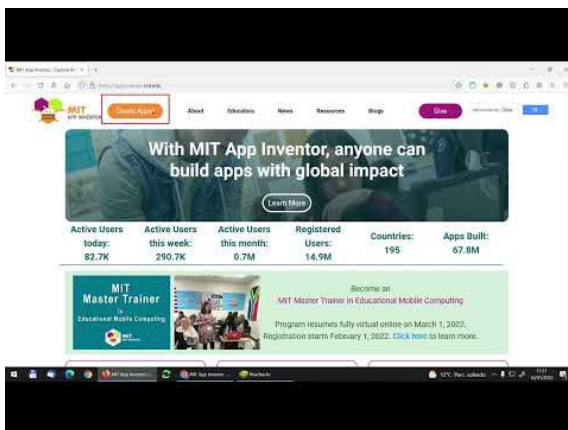 MIT
APP INVENTOR
Create Apps!
About
Educators
News
Resources
Blogs
Give
With MIT App Inventor, anyone can
build apps with global impact
Learn More
Active Users
today:
82.7K
Active Users
this week:
290.7K
Active Users
this month:
0.7M
Registered
Users:
14.9M
Countries:
195
Apps Built:
67.8M
MIT
Master Trainer
in
Educational Mobile Computing
Become an
MIT Master Trainer in Educational Mobile Computing
Program resumes fully virtual online on March 1, 2022.
Registration starts February 1, 2022. Click here to learn more.